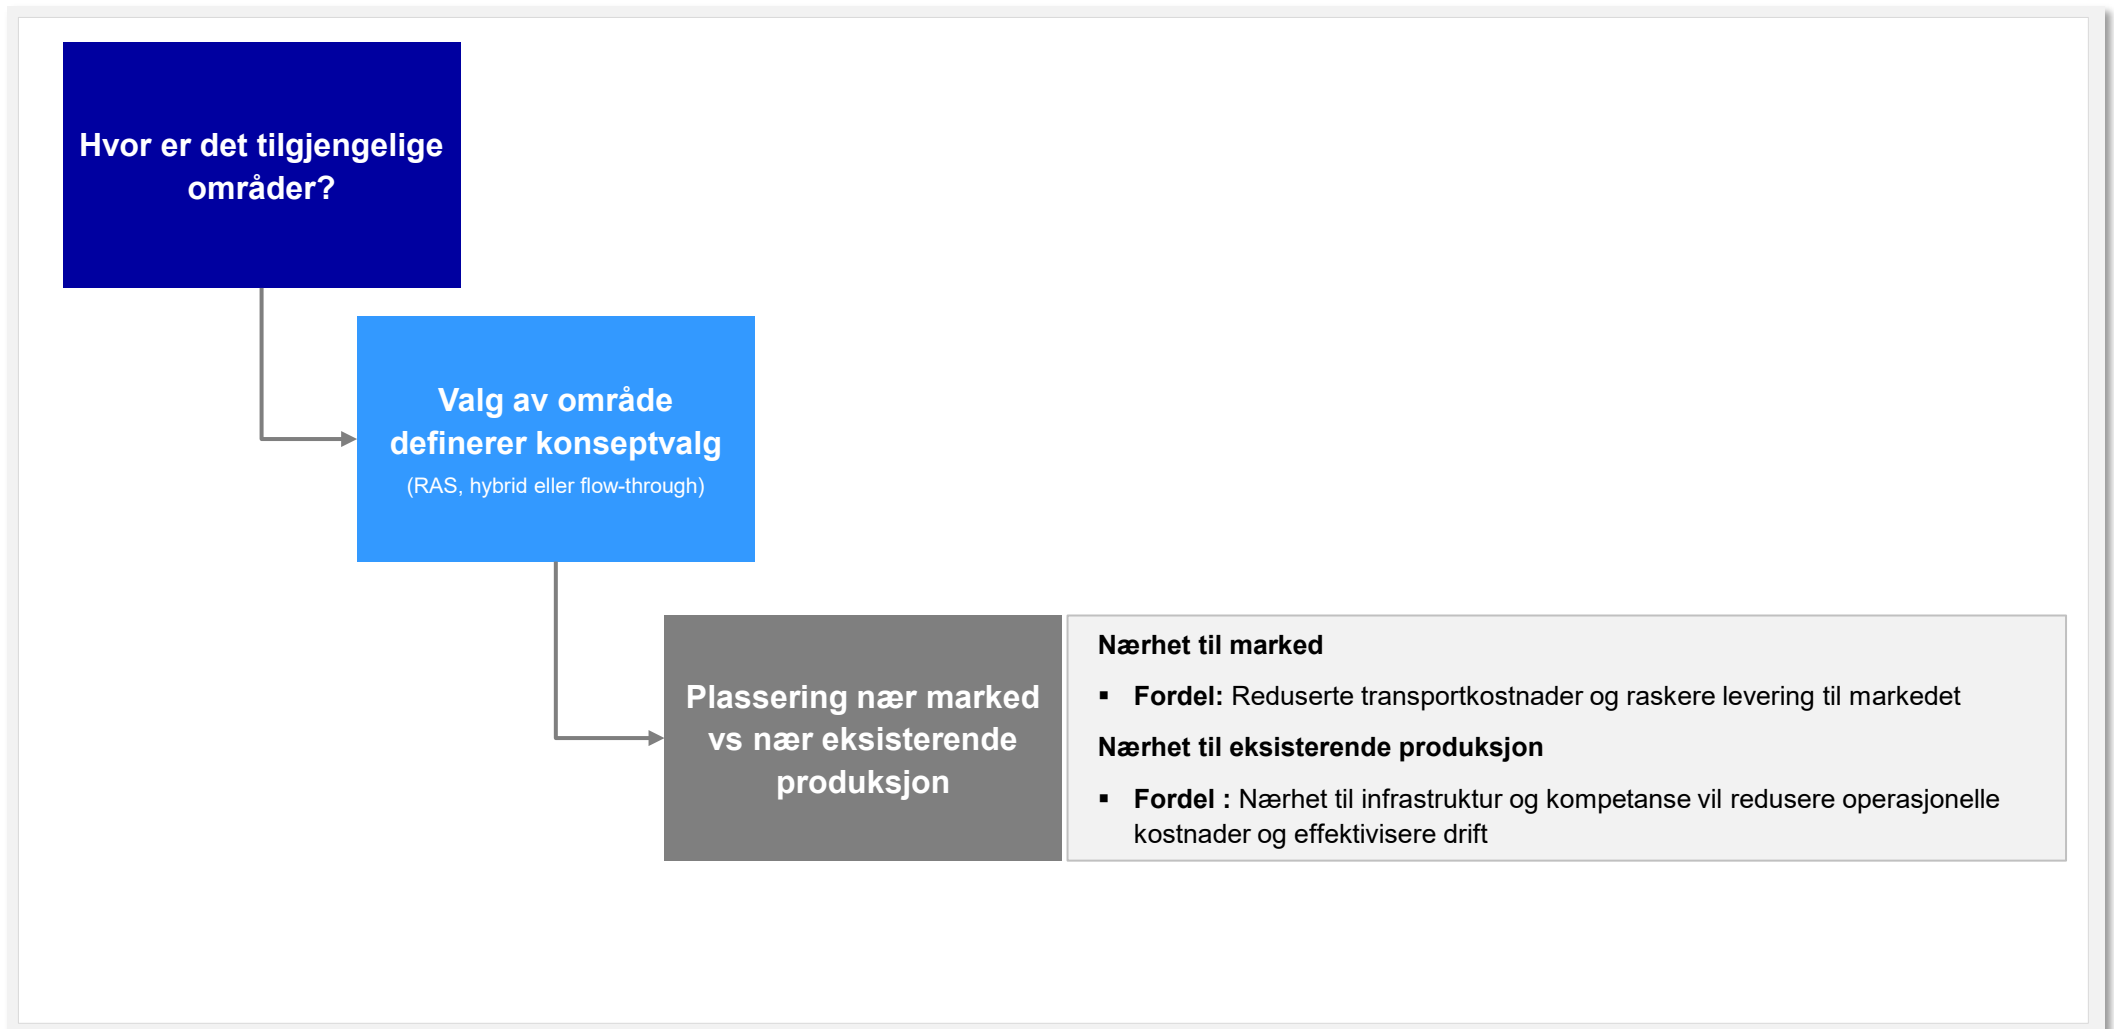 Hvor er det tilgjengelige
områder?
Valg av område
definerer konseptvalg
(RAS, hybrid eller flow-through)
Plassering nær marked
vs nær eksisterende
produksjon
Nærhet til marked
▪ Fordel: Reduserte transportkostnader og raskere levering til markedet
Nærhet til eksisterende produksjon
▪ Fordel : Nærhet til infrastruktur og kompetanse vil redusere operasjonelle
kostnader og effektivisere drift